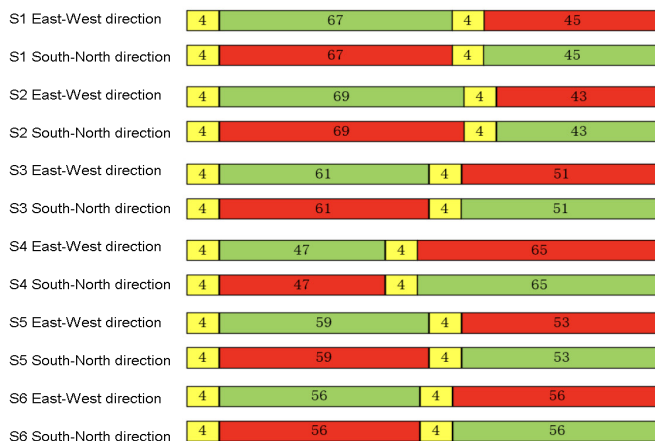 S1 East-West direction 4 67 4 45
S1 South-North direction 4 67 4 45
S2 East-West direction 4 69 4 43
S2 South-North direction 4 69 4 43
S3 East-West direction 4 61 4 51
S3 South-North direction 4 61 4 51
S4 East-West direction 4 47 4 65
S4 South-North direction 4 47 4 65
S5 East-West direction 4 59 4 53
S5 South-North direction 4 59 4 53
S6 East-West direction 4 56 4 56
S6 South-North direction 4 56 4 56